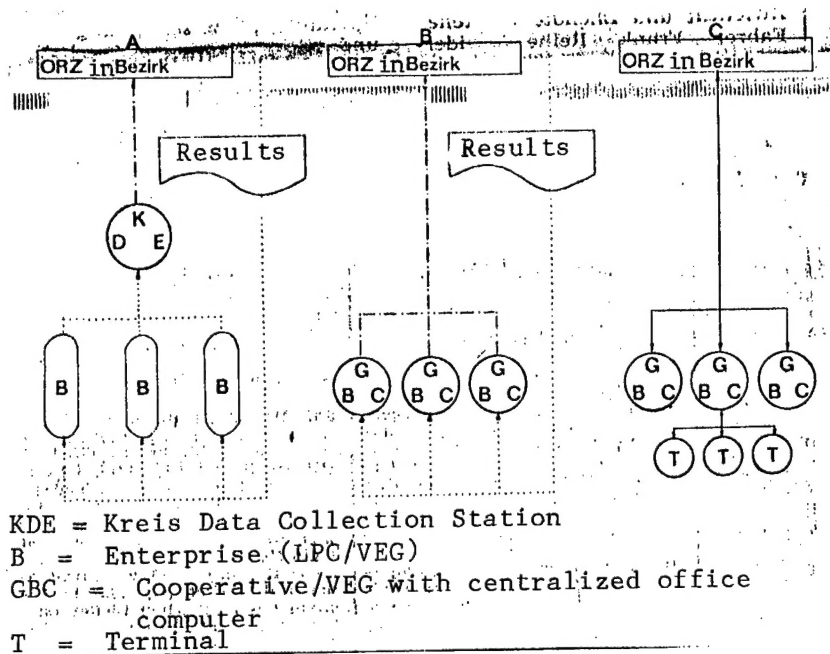 A B C
ORZ in Bezirk ORZ in Bezirk ORZ in Bezirk
Results Results
K
D E
B B B
G G G
B C B C B C
G G G
B C B C B C
T T T
KDE = Kreis Data Collection Station
B = Enterprise (LPC/VEG)
GBC = Cooperative/VEG with centralized office
computer
T = Terminal